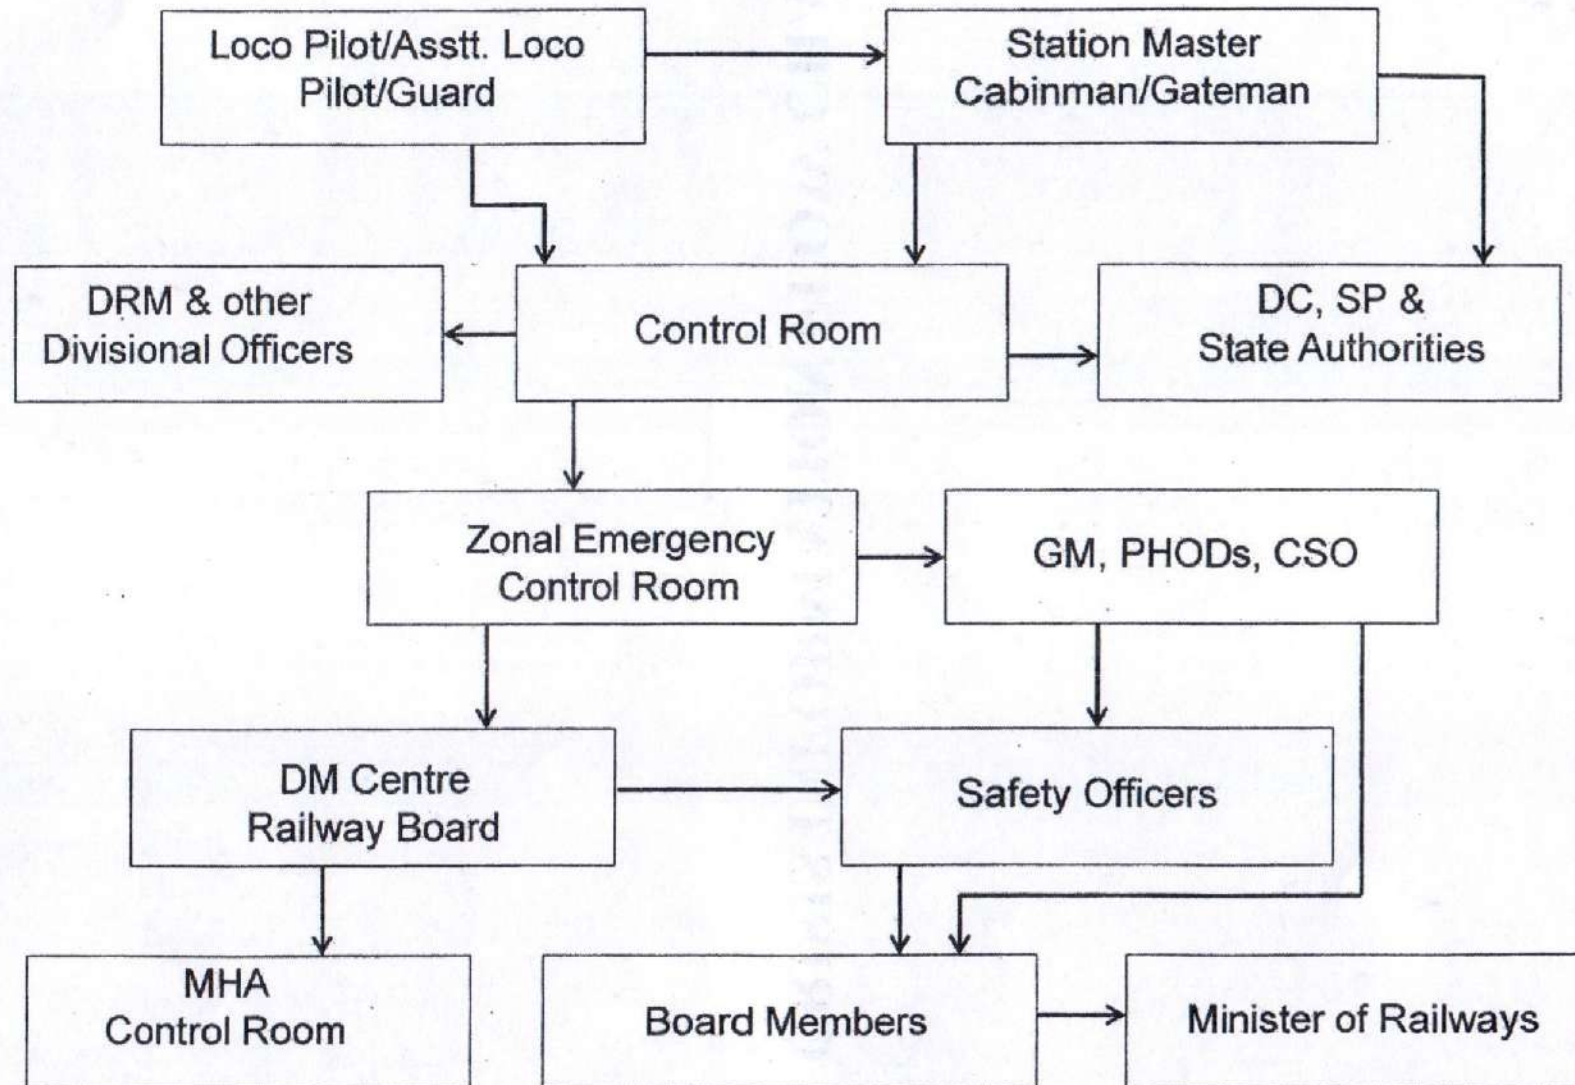 Loco Pilot/Asstt. Loco
Pilot/Guard
Station Master
Cabinman/Gateman
DRM & other
Divisional Officers
Control Room
DC, SP &
State Authorities
Zonal Emergency
Control Room
GM, PHODs, CSO
DM Centre
Railway Board
Safety Officers
MHA
Control Room
Board Members
Minister of Railways